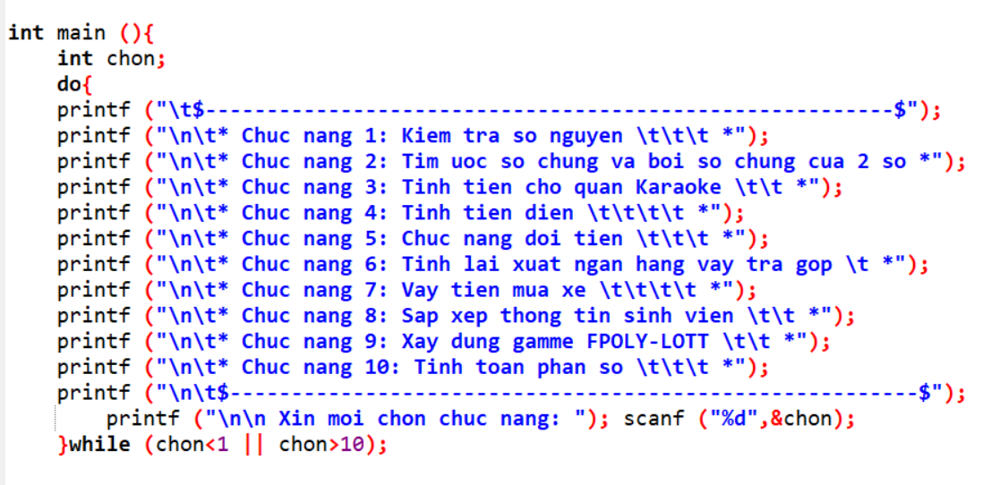 int main (){
int chon;
do{
printf ("\t$--------------------------------------------------------$");
printf ("\n\t* Chuc nang 1: Kiem tra so nguyen \t\t\t *");
printf ("\n\t* Chuc nang 2: Tim uoc so chung va boi so chung cua 2 so *");
printf ("\n\t* Chuc nang 3: Tinh tien cho quan Karaoke \t\t *");
printf ("\n\t* Chuc nang 4: Tinh tien dien \t\t\t\t *");
printf ("\n\t* Chuc nang 5: Chuc nang doi tien \t\t\t *");
printf ("\n\t* Chuc nang 6: Tinh lai xuat ngan hang vay tra gop \t *");
printf ("\n\t* Chuc nang 7: Vay tien mua xe \t\t\t\t *");
printf ("\n\t* Chuc nang 8: Sap xep thong tin sinh vien \t\t *");
printf ("\n\t* Chuc nang 9: Xay dung gamme FPOLY-LOTT \t\t *");
printf ("\n\t* Chuc nang 10: Tinh toan phan so \t\t\t *");
printf ("\n\t$--------------------------------------------------------$");
printf ("\n\n Xin moi chon chuc nang: "); scanf ("%d",&chon);
}while (chon<1 || chon>10);